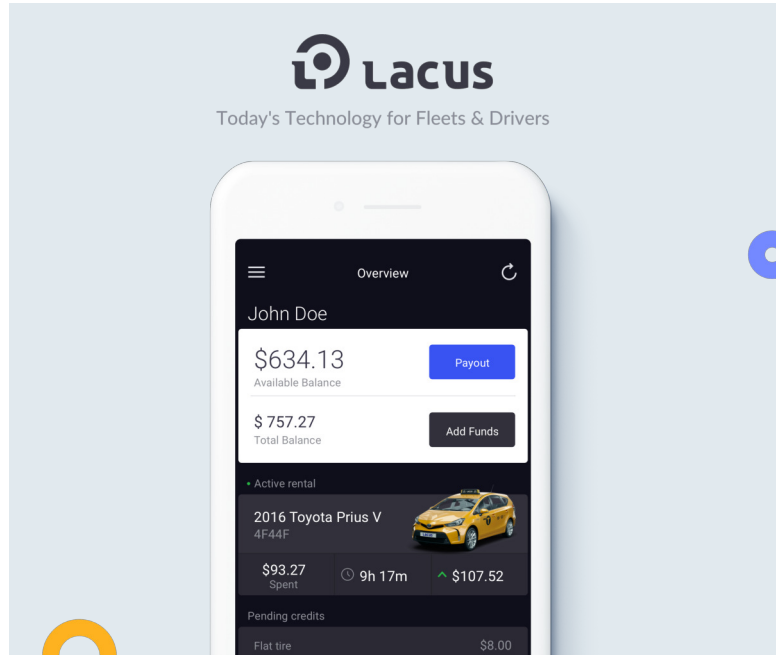 Lacus
Today's Technology for Fleets & Drivers
Overview
John Doe
$634.13
Available Balance
Payout
$ 757.27
Total Balance
Add Funds
Active rental
2016 Toyota Prius V
4F44F
$93.27
Spent
9h 17m
$107.52
Pending credits
Flat tire $8.00